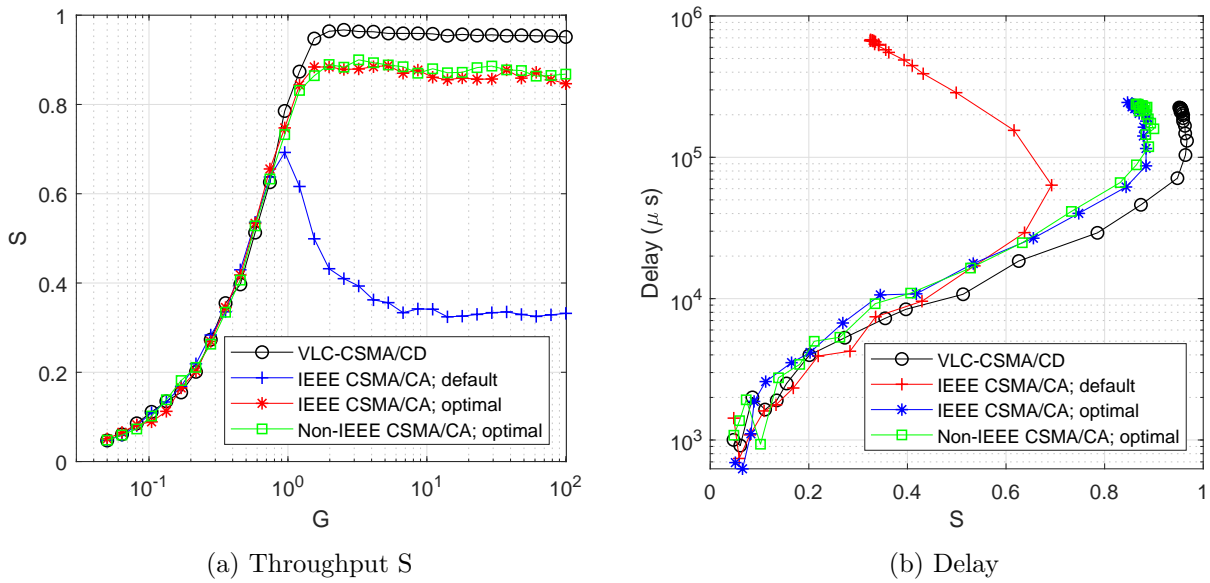 1
0.8
0.6
0.4
0.2
0
S
10^-1
10^0
10^1
10^2
G
VLC-CSMA/CD
IEEE CSMA/CA; default
IEEE CSMA/CA; optimal
Non-IEEE CSMA/CA; optimal
(a) Throughput S
10^6
10^5
10^4
10^3
Delay (μ s)
0
0.2
0.4
0.6
0.8
1
S
VLC-CSMA/CD
IEEE CSMA/CA; default
IEEE CSMA/CA; optimal
Non-IEEE CSMA/CA; optimal
(b) Delay